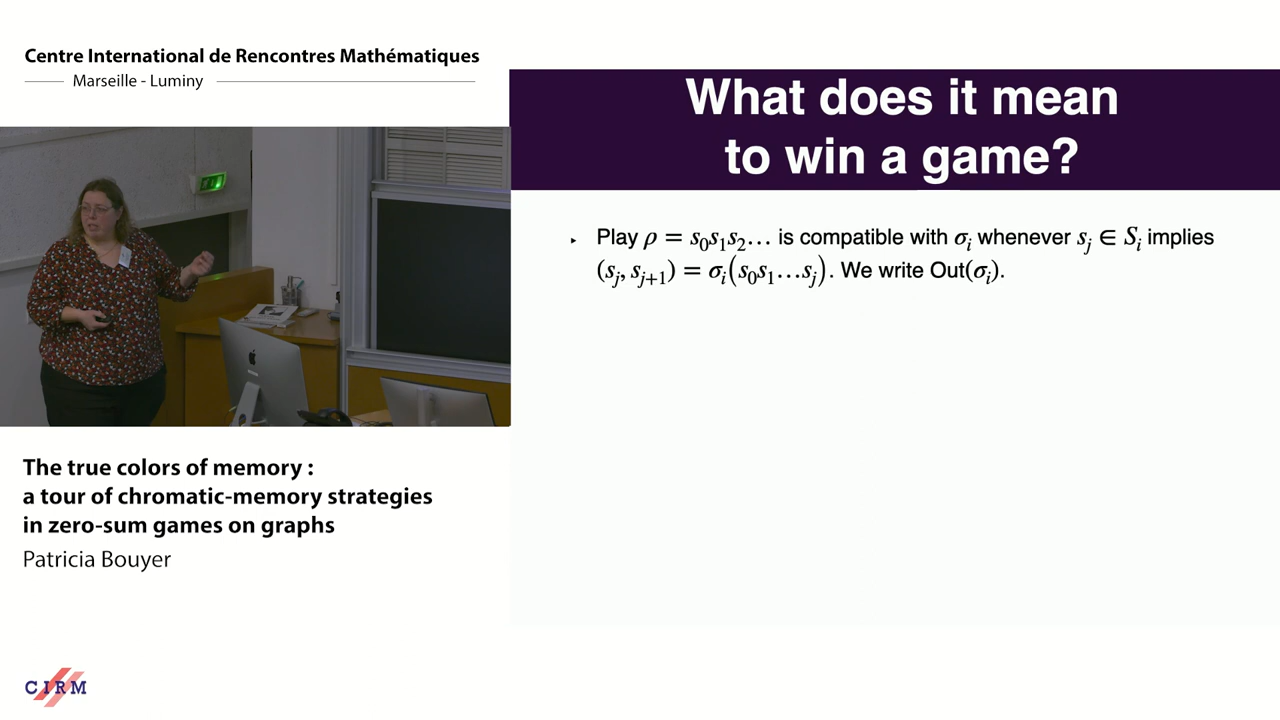 Centre International de Rencontres Mathématiques
Marseille - Luminy
What does it mean
to win a game?
‣ Play ρ = s₀s₁s₂… is compatible with σᵢ whenever sⱼ ∈ Sᵢ implies
(sⱼ, sⱼ₊₁) = σᵢ(s₀s₁…sⱼ). We write Out(σᵢ).
The true colors of memory :
a tour of chromatic-memory strategies
in zero-sum games on graphs
Patricia Bouyer
CIRM